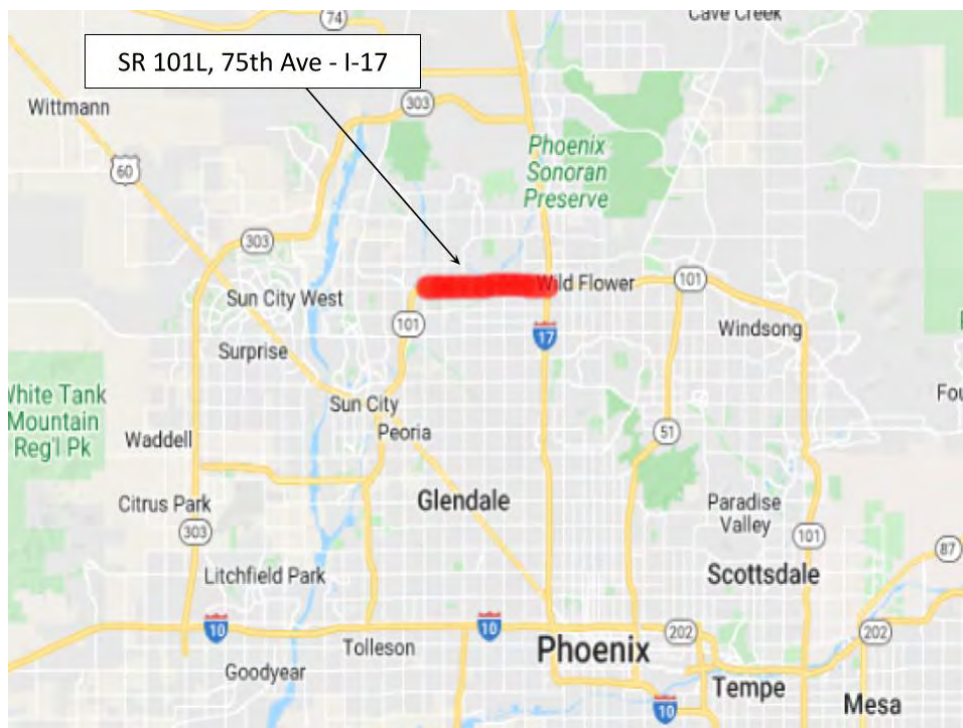 Cave Creek
74
SR 101L, 75th Ave - I-17
303
Wittmann
Phoenix
Sonoran
Preserve
60
303
Sun City West
Wild Flower
101
101
17
Windsong
Surprise
White Tank
Mountain
Reg'l Pk
Sun City
Peoria
51
Waddell
Glendale
Citrus Park
Paradise
Valley
303
101
87
Litchfield Park
Scottsdale
10
10
202
202
Tolleson
Phoenix
Goodyear
Tempe
10
Mesa